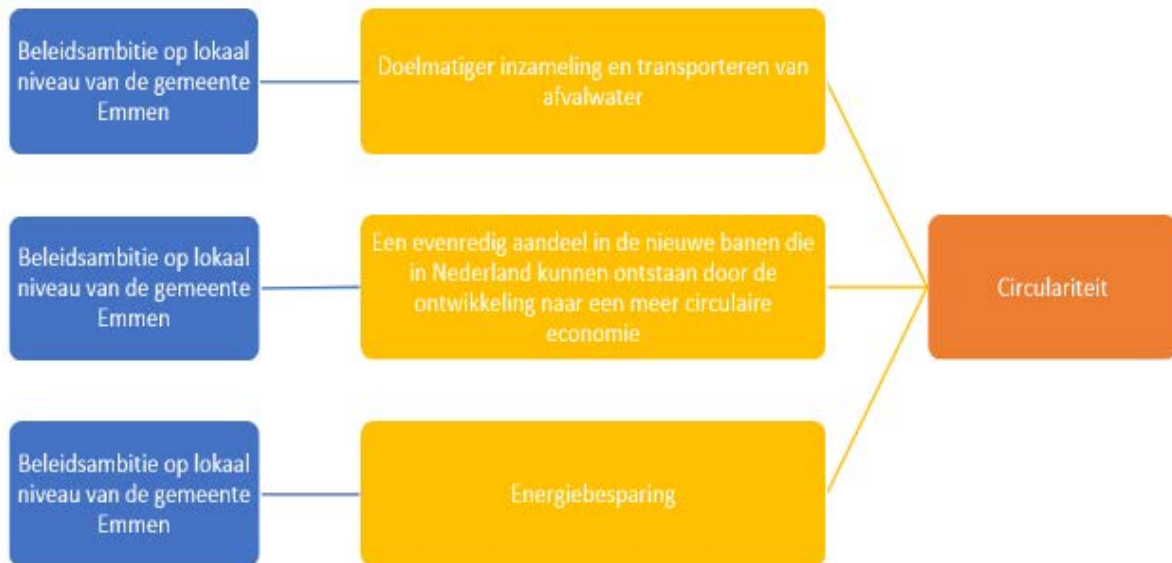 Beleidsambitie op lokaal
niveau van de gemeente
Emmen
Doelmatiger inzameling en transporteren van
afvalwater
Beleidsambitie op lokaal
niveau van de gemeente
Emmen
Een evenredig aandeel in de nieuwe banen die
in Nederland kunnen ontstaan door de
ontwikkeling naar een meer circulaire
economie
Circulariteit
Beleidsambitie op lokaal
niveau van de gemeente
Emmen
Energiebesparing